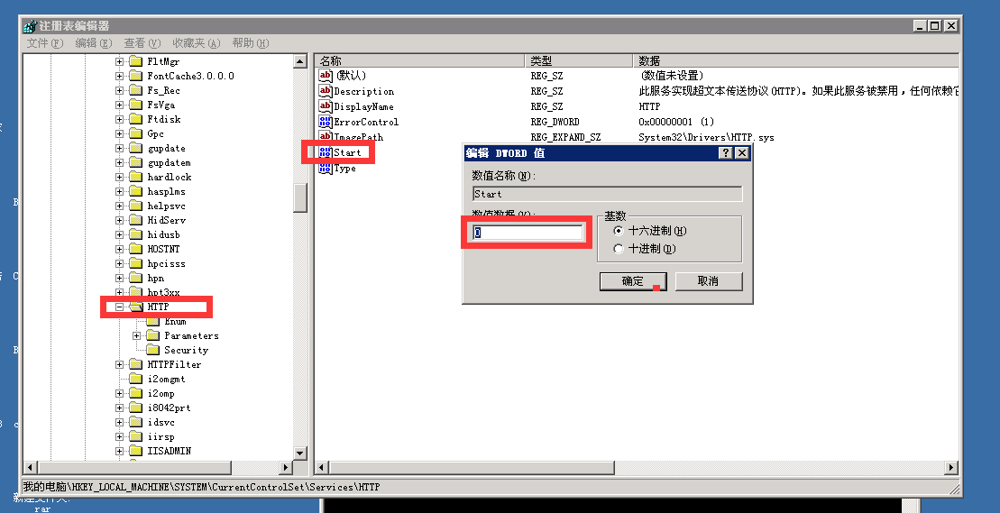 注册表编辑器
文件(F) 编辑(E) 查看(V) 收藏夹(A) 帮助(H)
FltMgr
FontCache3.0.0.0
Fs_Rec
FsVga
Ftdisk
Gpc
gupdate
gupdatem
hardlock
hasplms
helpsvc
HidServ
hidusb
HOSTNT
hpcisss
hpn
hpt3xx
HTTP
Enum
Parameters
Security
HTTPFilter
i2omgmt
i2omp
i8042prt
idsvc
iirsp
IISADMIN
名称 类型 数据
(默认) REG_SZ (数值未设置)
Description REG_SZ 此服务实现超文本传送协议(HTTP)。如果此服务被禁用，任何依赖它
DisplayName REG_SZ HTTP
ErrorControl REG_DWORD 0x00000001 (1)
ImagePath REG_EXPAND_SZ System32\Drivers\HTTP.sys
Start
Type
编辑 DWORD 值
数值名称(N):
Start
数值数据(V):
0
基数
十六进制(H)
十进制(D)
确定 取消
我的电脑\HKEY_LOCAL_MACHINE\SYSTEM\CurrentControlSet\Services\HTTP
rar